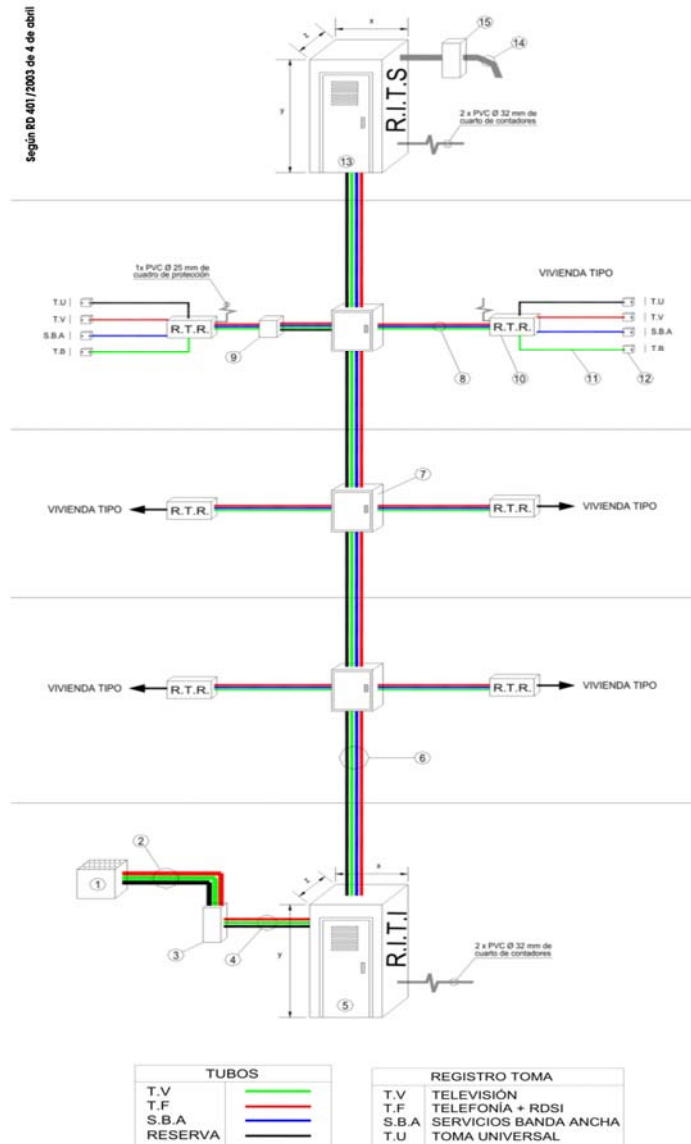 Según RD 401/2003 de 4 de abril
x
z
y
15
14
R.I.T.S
2 x PVC Ø 32 mm de
cuarto de contadores
13
1x PVC Ø 25 mm de
cuadro de protección
VIVIENDA TIPO
T.U
T.V
S.B.A
T.B
R.T.R.
R.T.R.
T.U
T.V
S.B.A
T.B
9
8
10
11
12
7
VIVIENDA TIPO
R.T.R.
R.T.R.
VIVIENDA TIPO
VIVIENDA TIPO
R.T.R.
R.T.R.
VIVIENDA TIPO
6
2
1
3
4
x
z
y
R.I.T.I
5
2 x PVC Ø 32 mm de
cuarto de contadores
TUBOS
T.V
T.F
S.B.A
RESERVA
REGISTRO TOMA
T.V TELEVISIÓN
T.F TELEFONÍA + RDSI
S.B.A SERVICIOS BANDA ANCHA
T.U TOMA UNIVERSAL